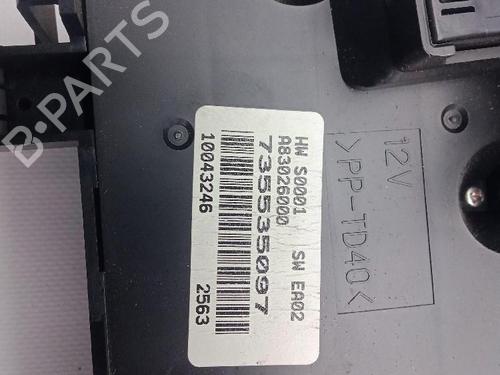 HW S0001 SW EA02
A83026000
735535097
10043246 2563
12V
>PP-TD40<
B-PARTS